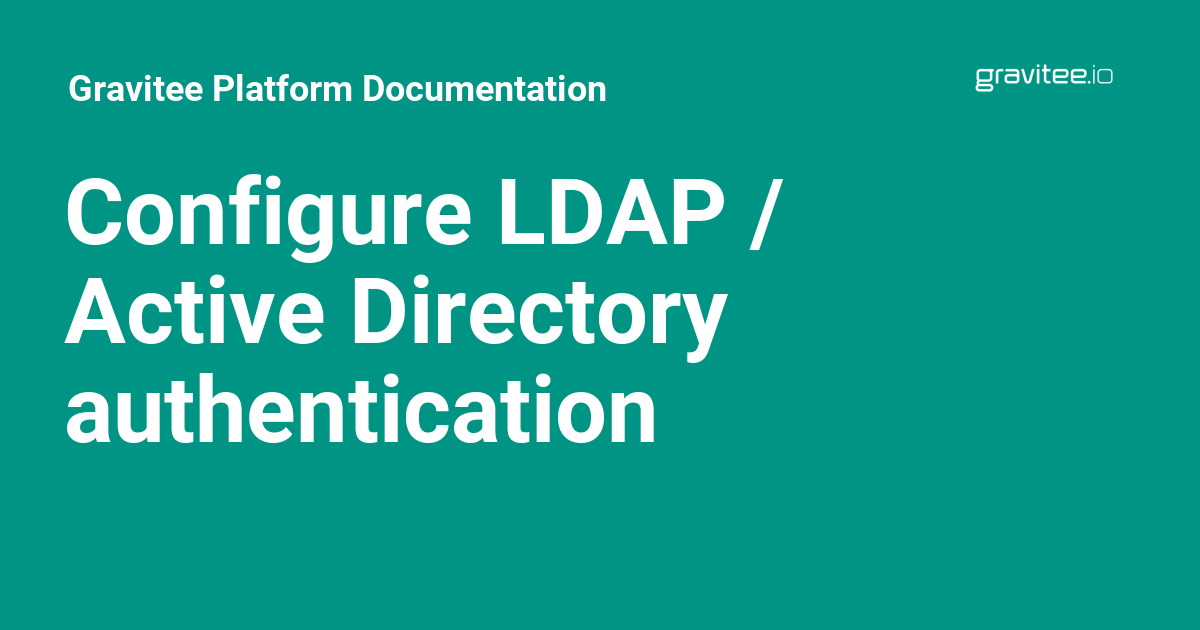 Gravitee Platform Documentation
gravitee.io
Configure LDAP /
Active Directory
authentication